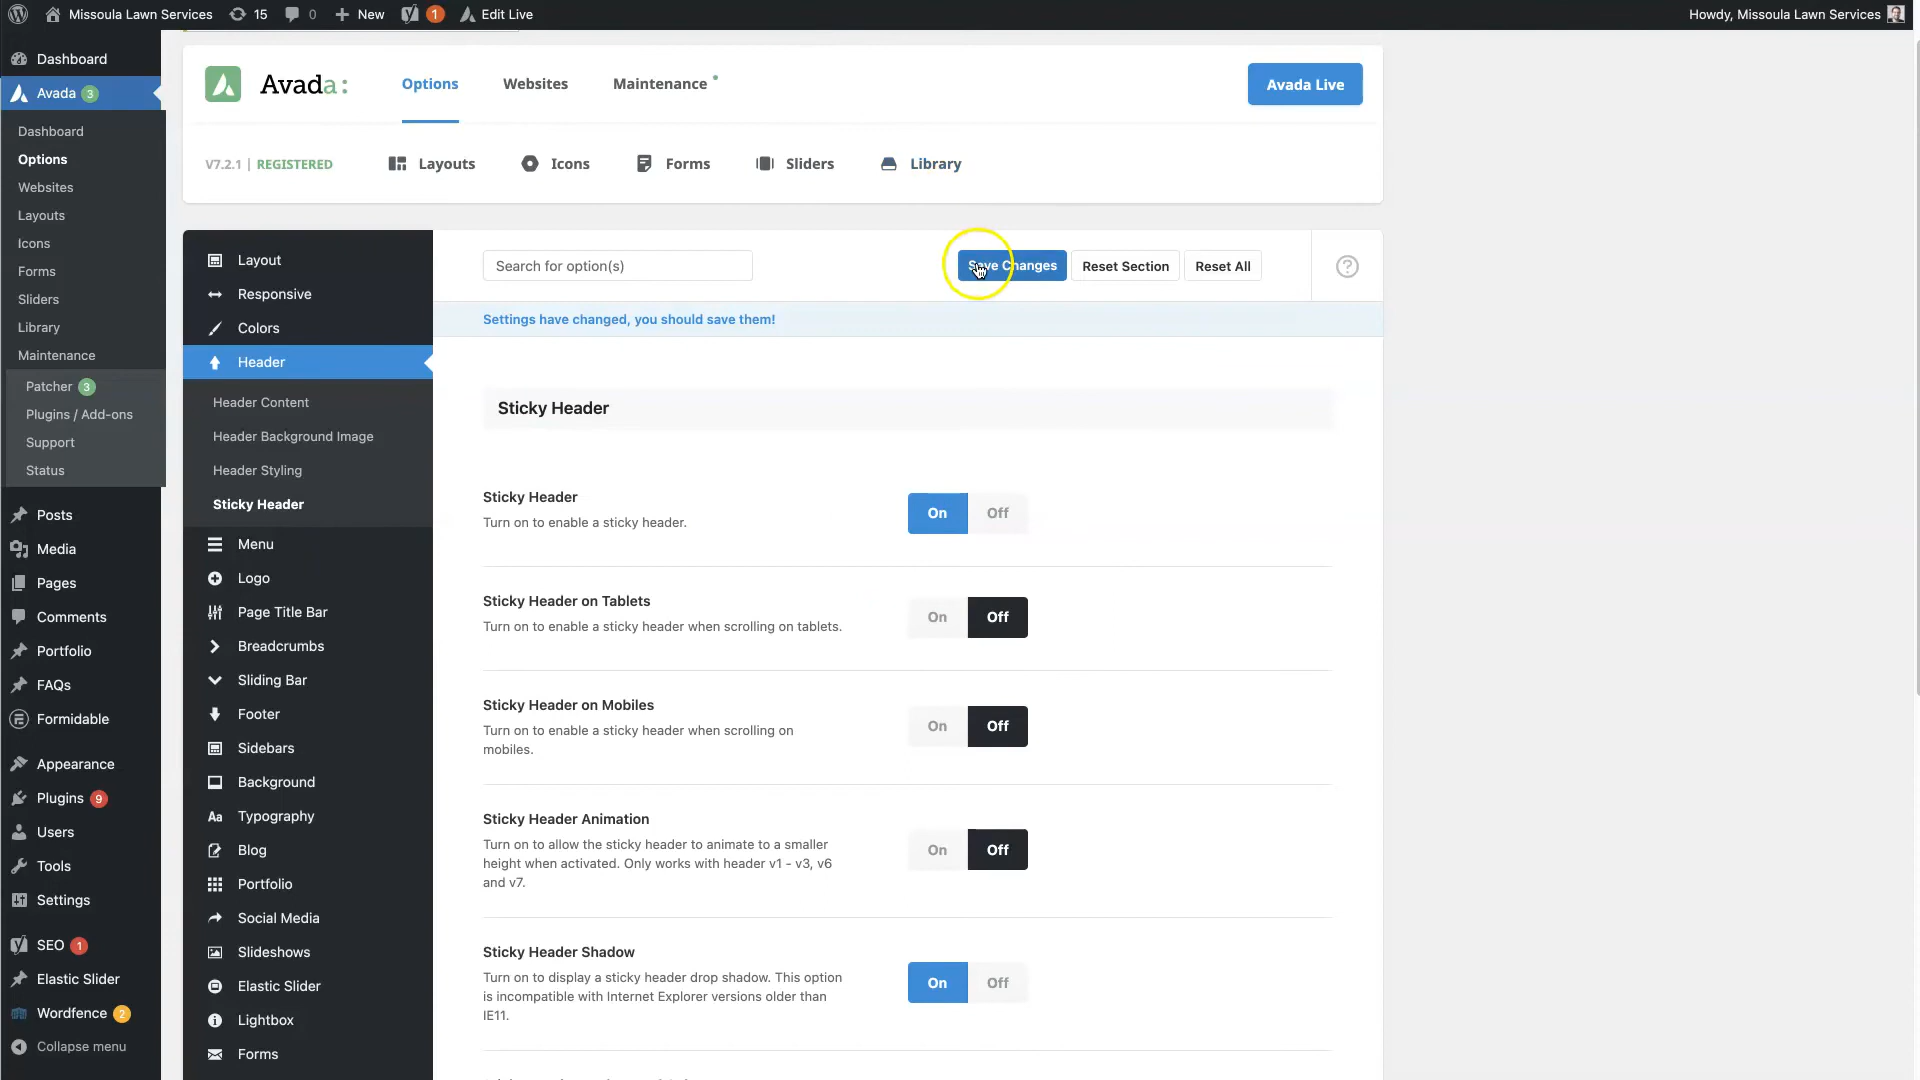 Missoula Lawn Services
15
0
New
1
Edit Live
Howdy, Missoula Lawn Services
Dashboard
Avada 3
Dashboard
Options
Websites
Layouts
Icons
Forms
Sliders
Library
Maintenance
Patcher 3
Plugins / Add-ons
Support
Status
Posts
Media
Pages
Comments
Portfolio
FAQs
Formidable
Appearance
Plugins 9
Users
Tools
Settings
SEO 1
Elastic Slider
Wordfence 2
Collapse menu
Avada:
Options
Websites
Maintenance
Avada Live
V7.2.1 | REGISTERED
Layouts
Icons
Forms
Sliders
Library
Layout
Responsive
Colors
Header
Header Content
Header Background Image
Header Styling
Sticky Header
Menu
Logo
Page Title Bar
Breadcrumbs
Sliding Bar
Footer
Sidebars
Background
Aa Typography
Blog
Portfolio
Social Media
Slideshows
Elastic Slider
Lightbox
Forms
Search for option(s)
Save Changes
Reset Section
Reset All
Settings have changed, you should save them!
Sticky Header
Sticky Header
Turn on to enable a sticky header.
On Off
Sticky Header on Tablets
Turn on to enable a sticky header when scrolling on tablets.
On Off
Sticky Header on Mobiles
Turn on to enable a sticky header when scrolling on
mobiles.
On Off
Sticky Header Animation
Turn on to allow the sticky header to animate to a smaller
height when activated. Only works with header v1 - v3, v6
and v7.
On Off
Sticky Header Shadow
Turn on to display a sticky header drop shadow. This option
is incompatible with Internet Explorer versions older than
IE11.
On Off